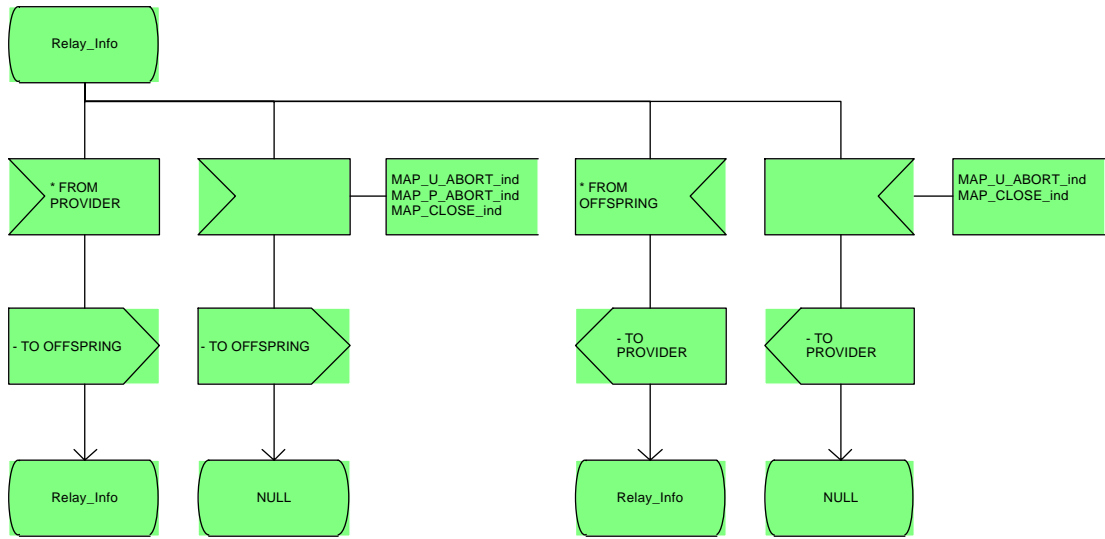 Relay_Info
* FROM
PROVIDER
MAP_U_ABORT_ind
MAP_P_ABORT_ind
MAP_CLOSE_ind
* FROM
OFFSPRING
MAP_U_ABORT_ind
MAP_CLOSE_ind
- TO OFFSPRING
- TO OFFSPRING
- TO
PROVIDER
- TO
PROVIDER
Relay_Info
NULL
Relay_Info
NULL